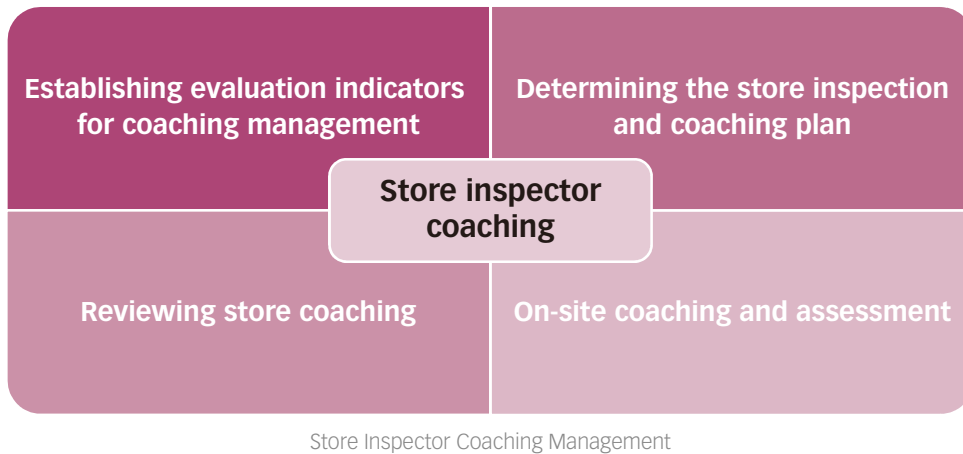 Establishing evaluation indicators
for coaching management
Determining the store inspection
and coaching plan
Store inspector
coaching
Reviewing store coaching
On-site coaching and assessment
Store Inspector Coaching Management